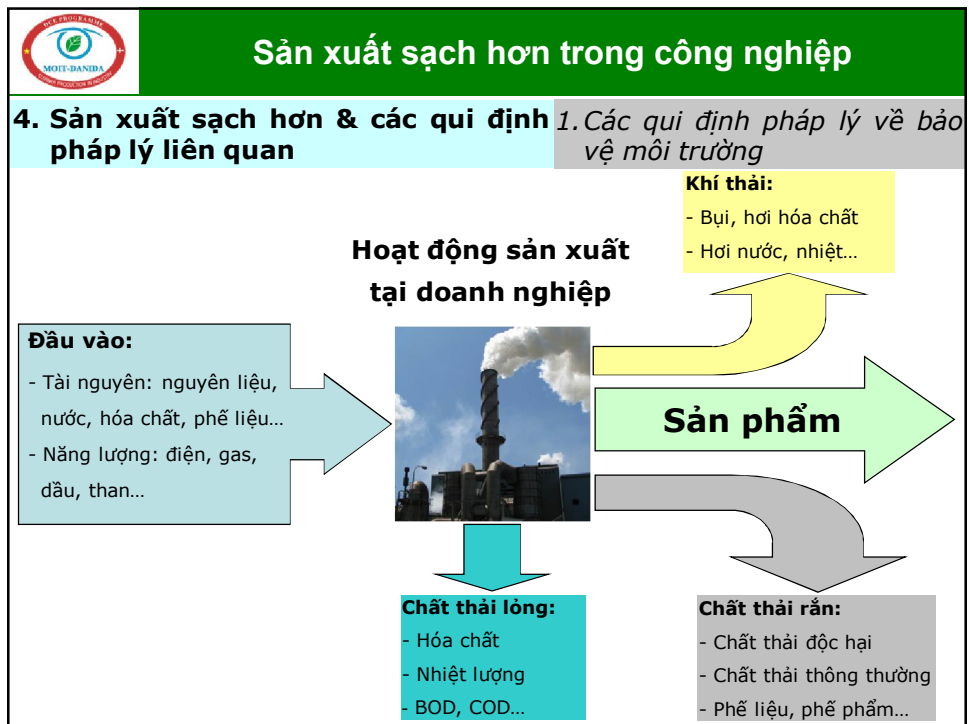 DCE PROGRAMME
MOIT-DANIDA
Sản xuất sạch hơn trong công nghiệp
4. Sản xuất sạch hơn & các qui định
pháp lý liên quan
1. Các qui định pháp lý về bảo
vệ môi trường
Khí thải:
- Bụi, hơi hóa chất
- Hơi nước, nhiệt…
Hoạt động sản xuất
tại doanh nghiệp
Đầu vào:
- Tài nguyên: nguyên liệu,
nước, hóa chất, phế liệu…
- Năng lượng: điện, gas,
dầu, than…
Sản phẩm
Chất thải lỏng:
- Hóa chất
- Nhiệt lượng
- BOD, COD…
Chất thải rắn:
- Chất thải độc hại
- Chất thải thông thường
- Phế liệu, phế phẩm…